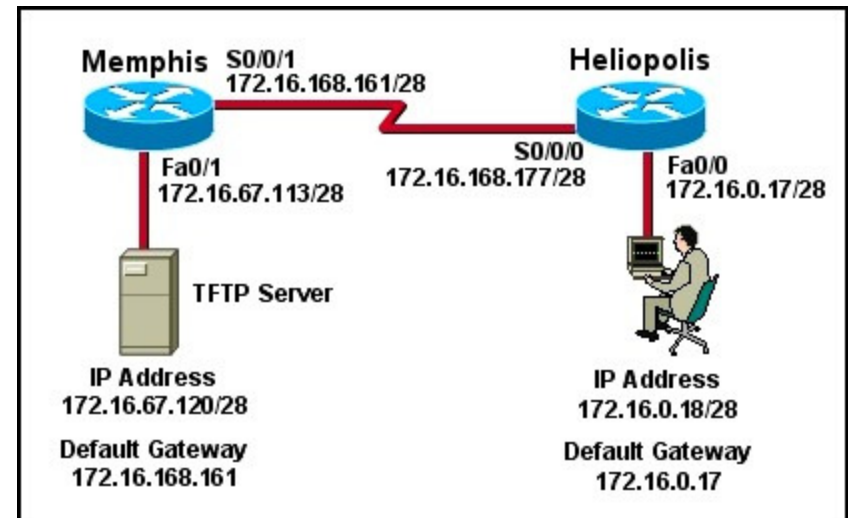 Memphis
S0/0/1
172.16.168.161/28
Heliopolis
S0/0/0
172.16.168.177/28
Fa0/1
172.16.67.113/28
Fa0/0
172.16.0.17/28
TFTP Server
IP Address
172.16.67.120/28
Default Gateway
172.16.168.161
IP Address
172.16.0.18/28
Default Gateway
172.16.0.17